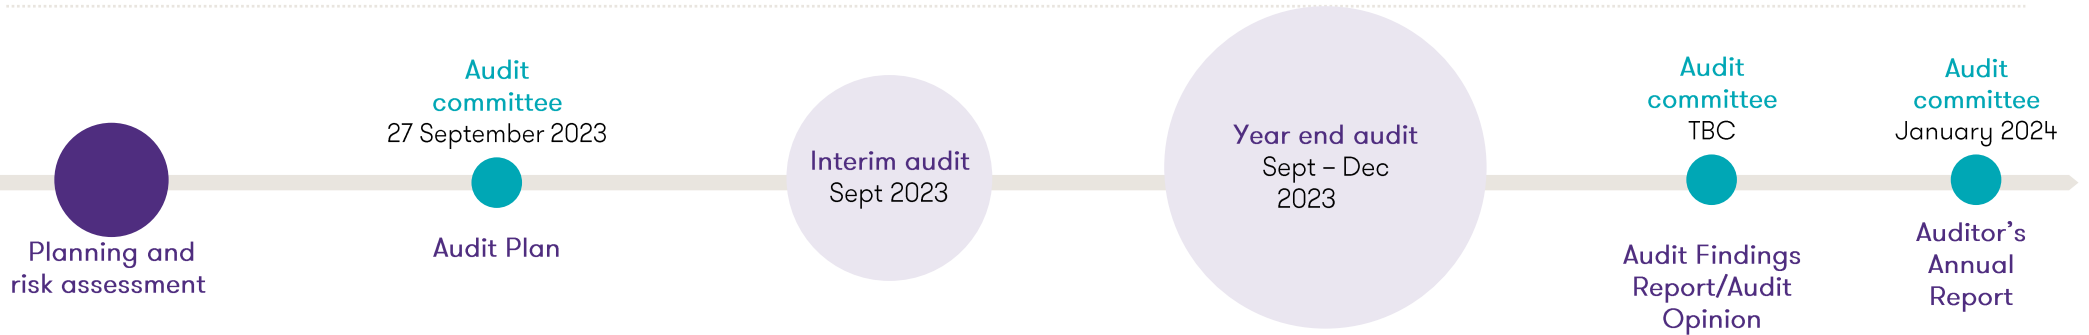 Planning and
risk assessment
Audit
committee
27 September 2023
Audit Plan
Interim audit
Sept 2023
Year end audit
Sept – Dec
2023
Audit
committee
TBC
Audit Findings
Report/Audit
Opinion
Audit
committee
January 2024
Auditor’s
Annual
Report